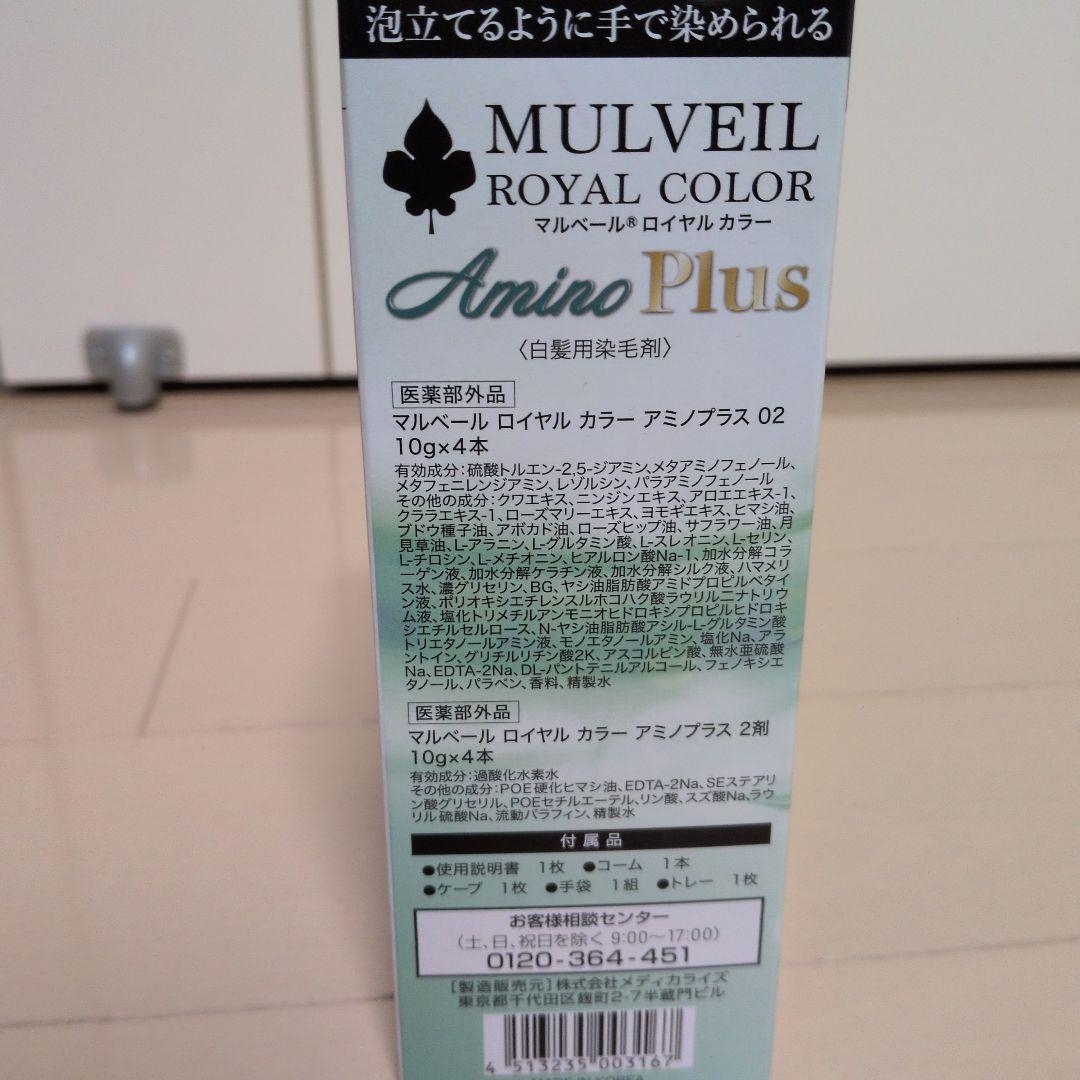 泡立てるように手で染められる
MULVEIL
ROYAL COLOR
マルベール®ロイヤル カラー
Amino Plus
〈白髪用染毛剤〉
医薬部外品
マルベール ロイヤル カラー アミノプラス 02
10g×4本
有効成分:硫酸トルエン-2,5-ジアミン、メタアミノフェノール、
メタフェニレンジアミン、レゾルシン、パラアミノフェノール
その他の成分:クワエキス、ニンジンエキス、アロエエキス-1、
クララエキス-1、ローズマリーエキス、ヨモギエキス、ヒマシ油、
ブドウ種子油、アボカド油、ローズヒップ油、サフラワー油、月
見草油、L-アラニン、L-グルタミン酸、L-スレオニン、L-セリン、
L-チロシン、L-メチオニン、ヒアルロン酸Na-1、加水分解コラ
ーゲン液、加水分解ケラチン液、加水分解シルク液、ハマメリ
ス水、濃グリセリン、BG、ヤシ油脂肪酸アミドプロピルベタイ
ン液、ポリオキシエチレンスルホコハク酸ラウリルニナトリウ
ム液、塩化トリメチルアンモニオヒドロキシプロピルヒドロキ
シエチルセルロース、N-ヤシ油脂肪酸アシル-L-グルタミン酸
トリエタノールアミン液、モノエタノールアミン、塩化Na、アラ
ントイン、グリチルリチン酸2K、アスコルビン酸、無水亜硫酸
Na、EDTA-2Na、DL-パントテニルアルコール、フェノキシエ
タノール、パラベン、香料、精製水
医薬部外品
マルベール ロイヤル カラー アミノプラス 2剤
10g×4本
有効成分:過酸化水素水
その他の成分:POE硬化ヒマシ油、EDTA-2Na、SEステアリ
ン酸グリセリル、POEセチルエーテル、リン酸、スズ酸Na、ラウ
リル硫酸Na、流動パラフィン、精製水
付属品
●使用説明書 1枚 ●コーム 1本
●ケープ 1枚 ●手袋 1組 ●トレー 1枚
お客様相談センター
(土、日、祝日を除く 9:00〜17:00)
0120-364-451
[製造販売元]株式会社メディカライズ
東京都千代田区麹町2-7半蔵門ビル
4 513235 003167
MADE IN KOREA